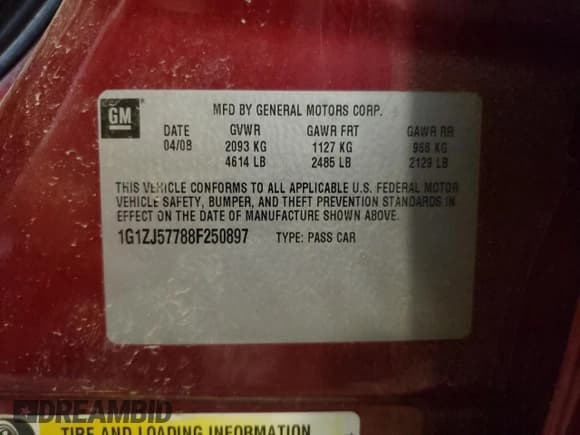 GM
MFD BY GENERAL MOTORS CORP.
DATE GVWR GAWR FRT GAWR RR
04/08 2093 KG 1127 KG 966 KG
4614 LB 2485 LB 2129 LB
THIS VEHICLE CONFORMS TO ALL APPLICABLE U.S. FEDERAL MOTOR
VEHICLE SAFETY, BUMPER, AND THEFT PREVENTION STANDARDS IN
EFFECT ON THE DATE OF MANUFACTURE SHOWN ABOVE.
1G1ZJ57788F250897 TYPE: PASS CAR
DREAMBID
TIRE AND LOADING INFORMATION